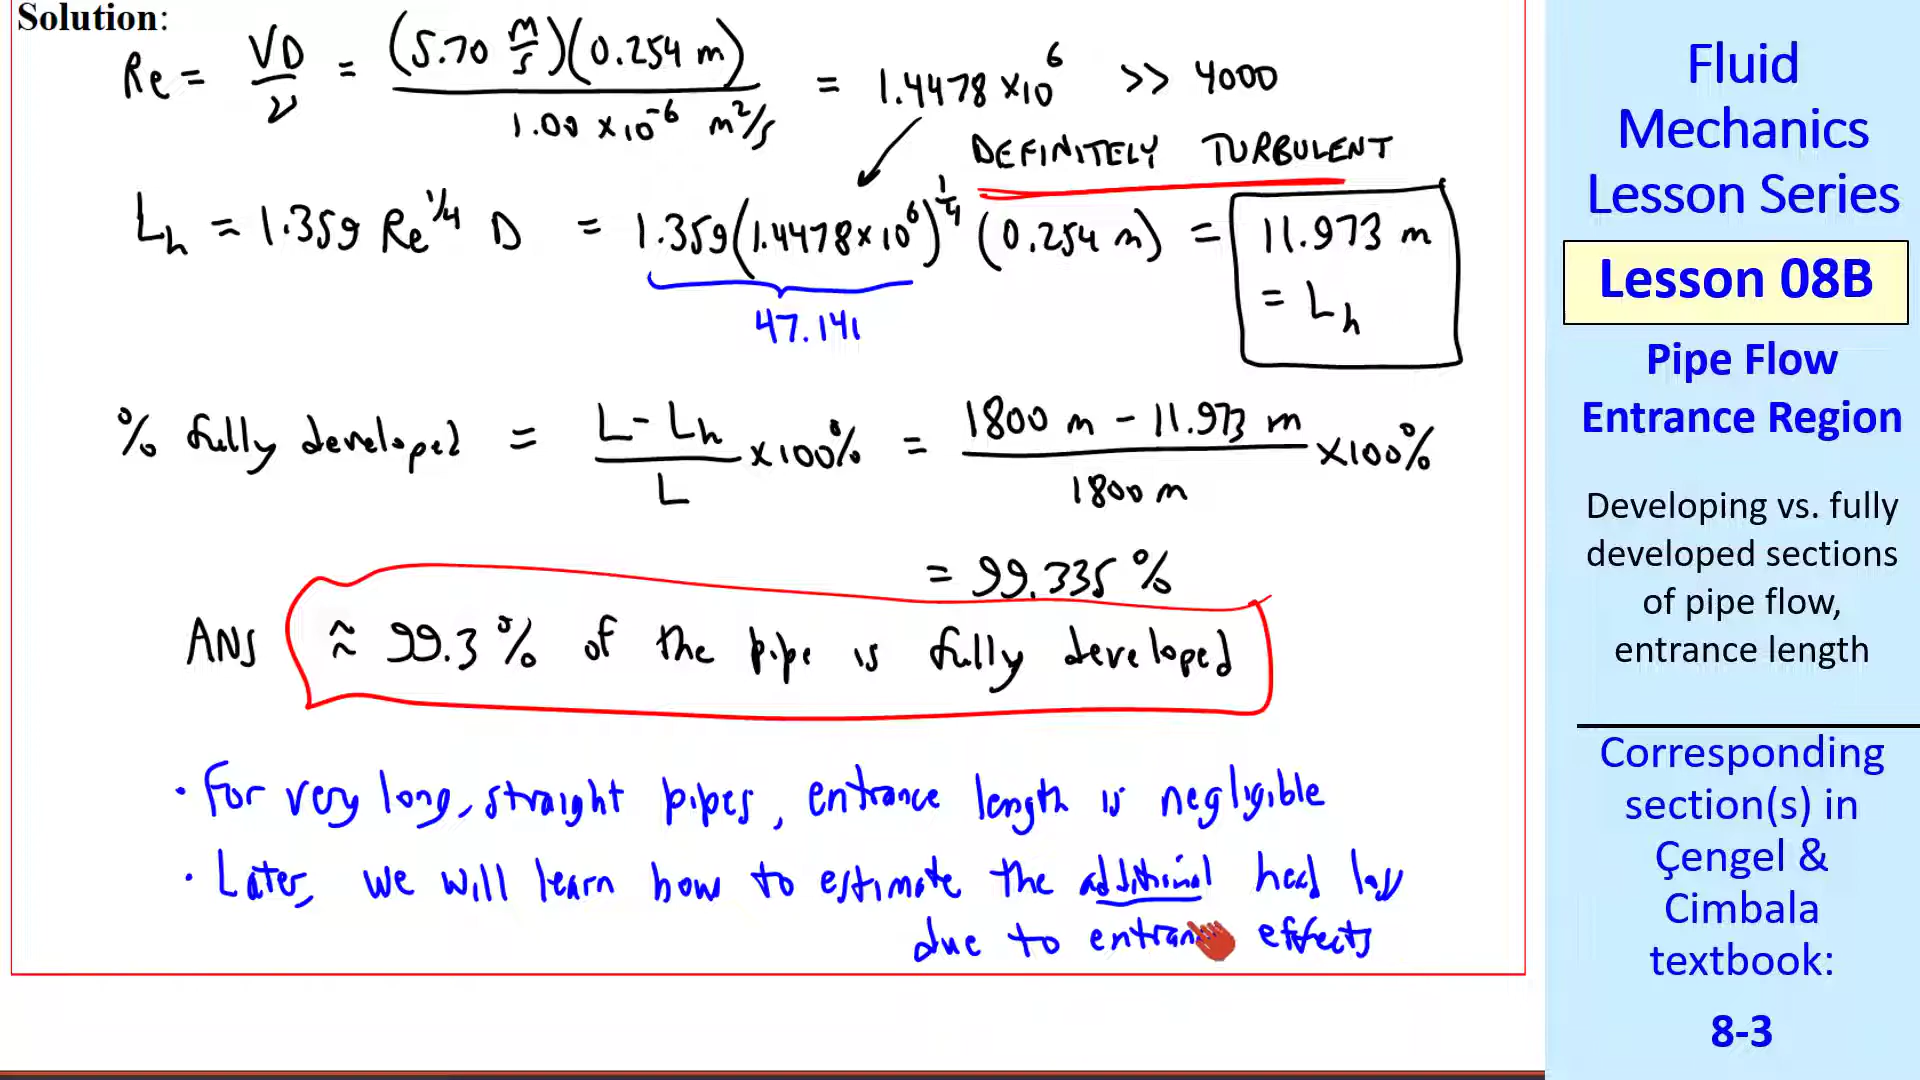 Solution:
Re = VD/ν = (5.70 m/s)(0.254 m) / 1.00 x10⁻⁶ m²/s = 1.4478 x10⁶ >> 4000
DEFINITELY TURBULENT
Lh = 1.359 Re^1/4 D = 1.359(1.4478x10⁶)^1/4 (0.254 m) = 11.973 m
= Lh
47.141
% fully developed = L - Lh / L x100% = 1800 m - 11.973 m / 1800 m x100%
= 99.335 %
ANS ≈ 99.3 % of the pipe is fully developed
• For very long, straight pipes, entrance length is negligible
• Later, we will learn how to estimate the additional head loss
due to entrance effects
Fluid
Mechanics
Lesson Series
Lesson 08B
Pipe Flow
Entrance Region
Developing vs. fully
developed sections
of pipe flow,
entrance length
Corresponding
section(s) in
Çengel &
Cimbala
textbook:
8-3